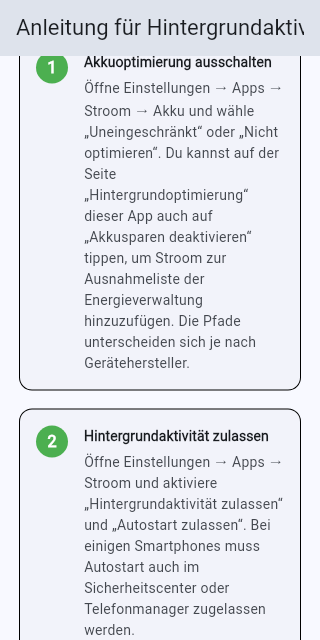 Anleitung für Hintergrundaktiv
1
Akkuoptimierung ausschalten
Öffne Einstellungen → Apps →
Stroom → Akku und wähle
„Uneingeschränkt“ oder „Nicht
optimieren“. Du kannst auf der
Seite
„Hintergrundoptimierung“
dieser App auch auf
„Akkusparen deaktivieren“
tippen, um Stroom zur
Ausnahmeliste der
Energieverwaltung
hinzuzufügen. Die Pfade
unterscheiden sich je nach
Gerätehersteller.
2
Hintergrundaktivität zulassen
Öffne Einstellungen → Apps →
Stroom und aktiviere
„Hintergrundaktivität zulassen“
und „Autostart zulassen“. Bei
einigen Smartphones muss
Autostart auch im
Sicherheitscenter oder
Telefonmanager zugelassen
werden.